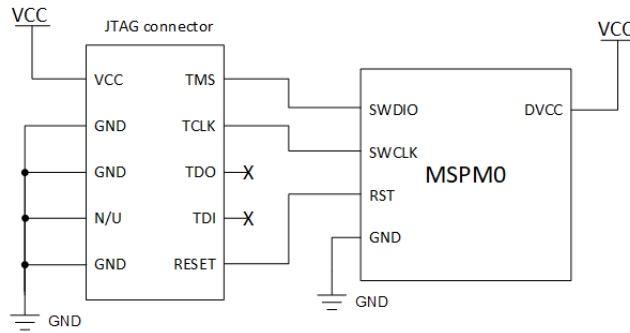 VCC
JTAG connector
VCC
VCC
TMS
GND
TCLK
GND
TDO
N/U
TDI
GND
RESET
GND
SWDIO
DVCC
SWCLK
MSPM0
RST
GND
GND